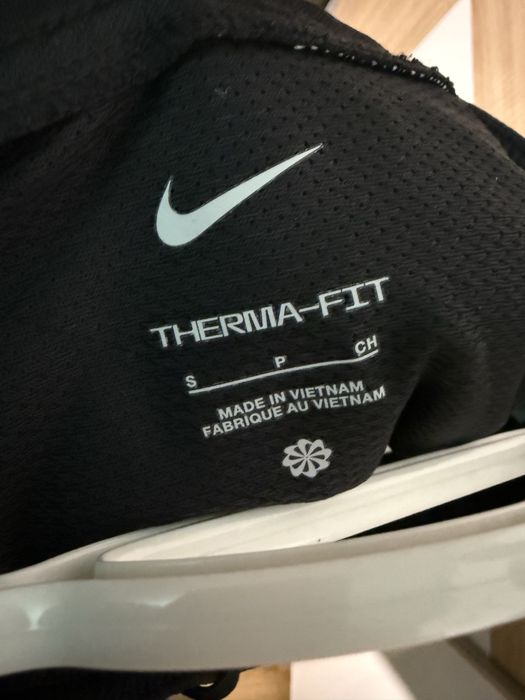 THERMA-FIT
S P CH
MADE IN VIETNAM
FABRIQUE AU VIETNAM